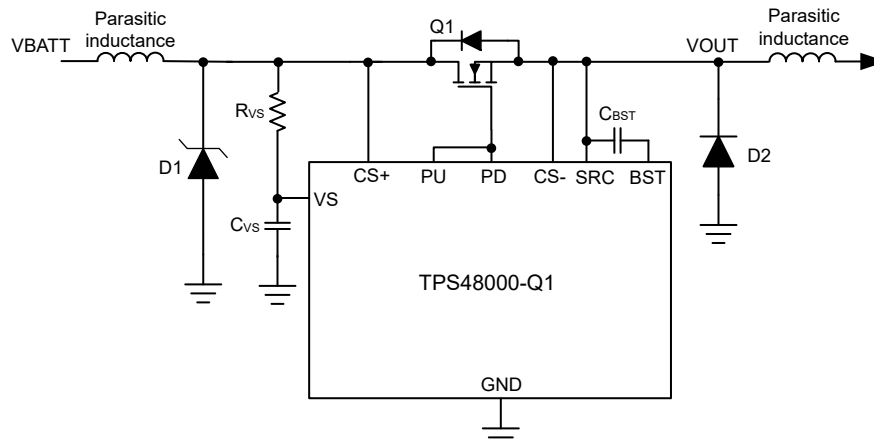 Parasitic
inductance
Q1
Parasitic
inductance
VBATT
VOUT
RVS
CBST
D1
D2
CS+
PU
PD
CS-
SRC
BST
VS
CVS
TPS48000-Q1
GND